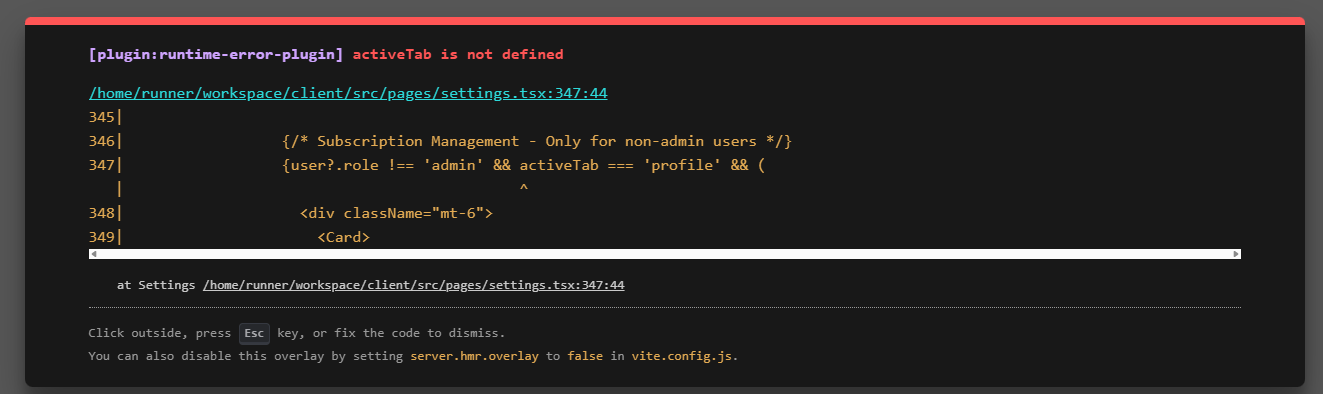 [plugin:runtime-error-plugin] activeTab is not defined
/home/runner/workspace/client/src/pages/settings.tsx:347:44
345|
346|                  {/* Subscription Management - Only for non-admin users */}
347|                  {user?.role !== 'admin' && activeTab === 'profile' && (
   |                                             ^
348|                    <div className="mt-6">
349|                      <Card>
at Settings /home/runner/workspace/client/src/pages/settings.tsx:347:44
Click outside, press Esc key, or fix the code to dismiss.
You can also disable this overlay by setting server.hmr.overlay to false in vite.config.js.